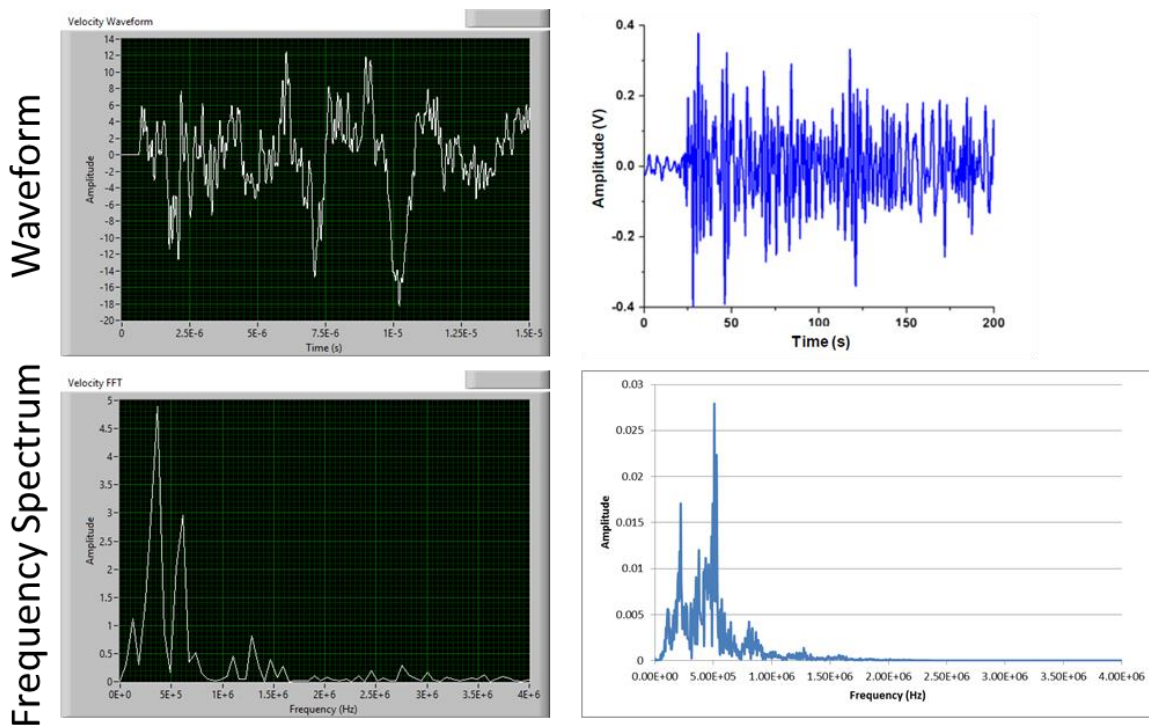 Waveform
Velocity Waveform
14
12
10
8
6
4
2
0
-2
-4
-6
-8
-10
-12
-14
-16
-18
-20
Amplitude
0
2.5E-6
5E-6
7.5E-6
1E-5
1.25E-5
1.5E-5
Time (s)
0.4
0.2
0.0
-0.2
-0.4
Amplitude (V)
0
50
100
150
200
Time (s)
Frequency Spectrum
Velocity FFT
5
4.5
4
3.5
3
2.5
2
1.5
1
0.5
0
Amplitude
0E+0
5E+5
1E+6
1.5E+6
2E+6
2.5E+6
3E+6
3.5E+6
4E+6
Frequency (Hz)
0.03
0.025
0.02
0.015
0.01
0.005
0
Amplitude
0.00E+00
5.00E+05
1.00E+06
1.50E+06
2.00E+06
2.50E+06
3.00E+06
3.50E+06
4.00E+06
Frequency (Hz)